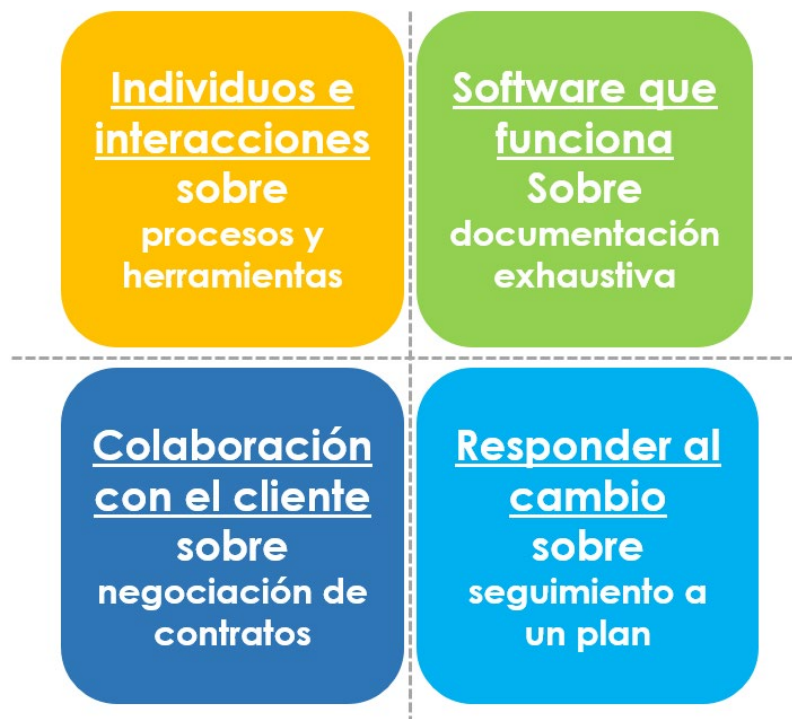 Individuos e
interacciones
sobre
procesos y
herramientas
Software que
funciona
Sobre
documentación
exhaustiva
Colaboración
con el cliente
sobre
negociación de
contratos
Responder al
cambio
sobre
seguimiento a
un plan